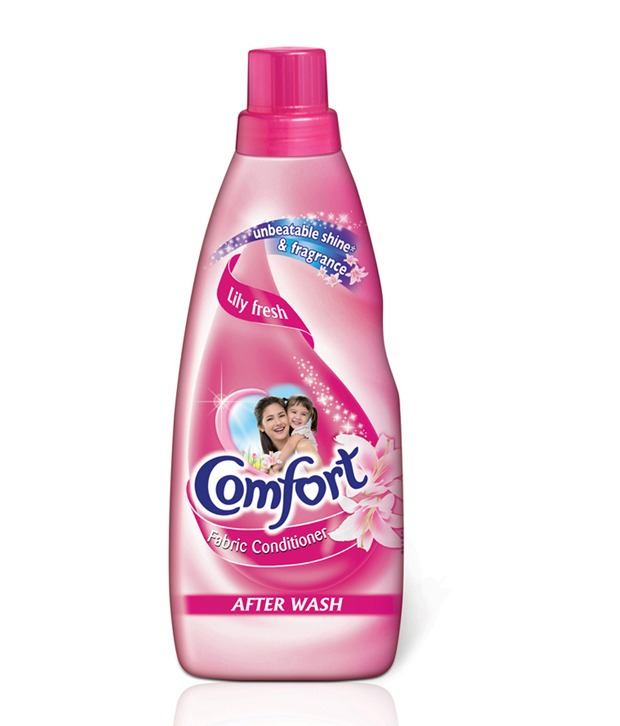 unbeatable shine*
& fragrance
Lily fresh
Comfort
Fabric Conditioner
AFTER WASH